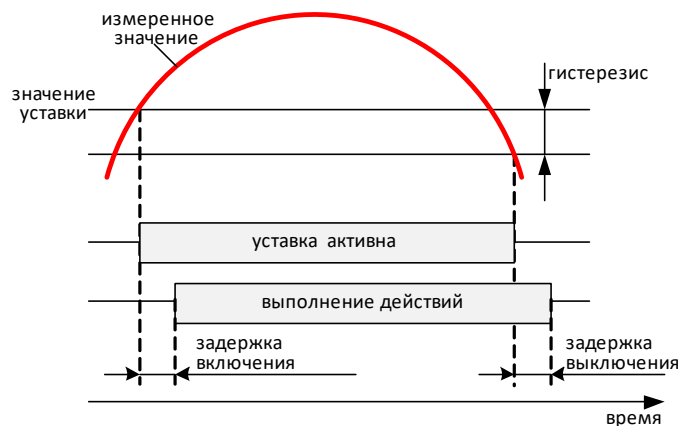 измеренное
значение
гистерезис
значение
уставки
уставка активна
выполнение действий
задержка
включения
задержка
выключения
время